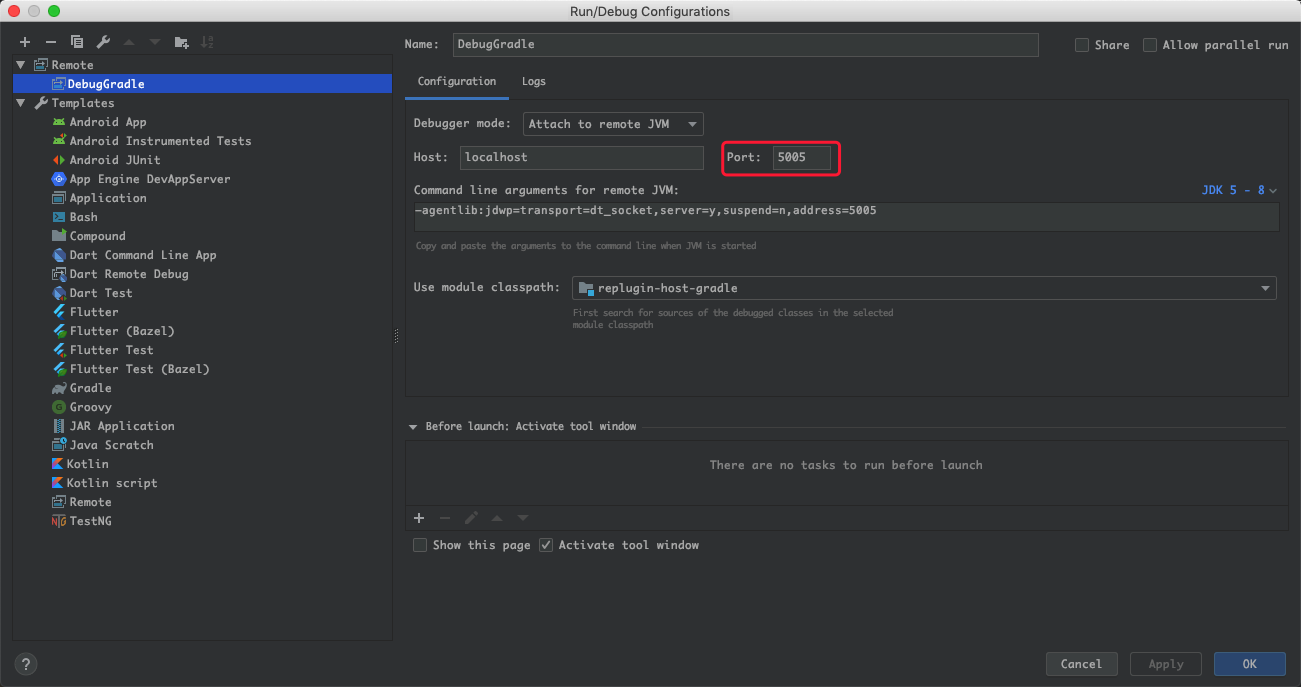 Run/Debug Configurations
Remote
DebugGradle
Templates
Android App
Android Instrumented Tests
Android JUnit
App Engine DevAppServer
Application
Bash
Compound
Dart Command Line App
Dart Remote Debug
Dart Test
Flutter
Flutter (Bazel)
Flutter Test
Flutter Test (Bazel)
Gradle
Groovy
JAR Application
Java Scratch
Kotlin
Kotlin script
Remote
TestNG
Name: DebugGradle
Share Allow parallel run
Configuration Logs
Debugger mode: Attach to remote JVM
Host: localhost Port: 5005
Command line arguments for remote JVM: JDK 5 - 8
-agentlib:jdwp=transport=dt_socket,server=y,suspend=n,address=5005
Copy and paste the arguments to the command line when JVM is started
Use module classpath: replugin-host-gradle
First search for sources of the debugged classes in the selected
module classpath
Before launch: Activate tool window
There are no tasks to run before launch
Show this page Activate tool window
? Cancel Apply OK